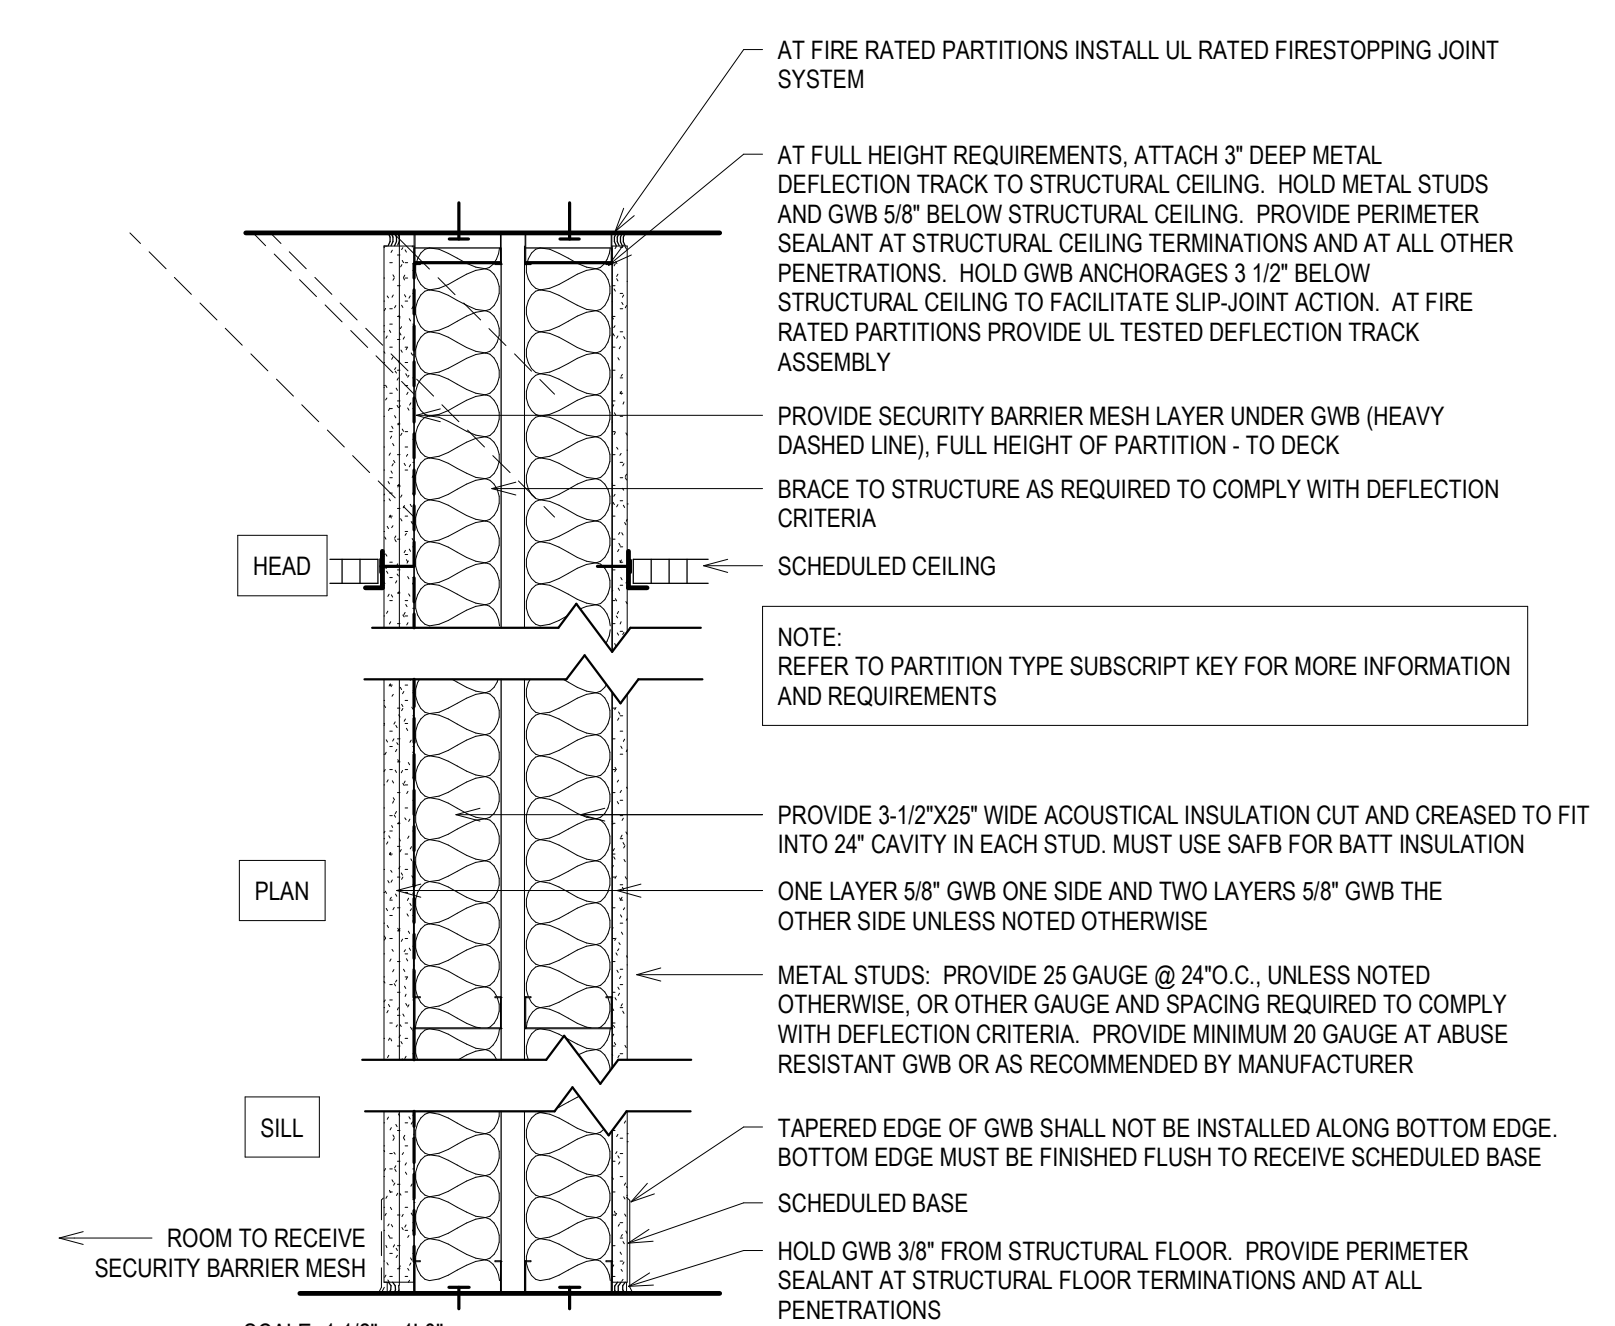 AT FIRE RATED PARTITIONS INSTALL UL RATED FIRESTOPPING JOINT
SYSTEM
AT FULL HEIGHT REQUIREMENTS, ATTACH 3" DEEP METAL
DEFLECTION TRACK TO STRUCTURAL CEILING. HOLD METAL STUDS
AND GWB 5/8" BELOW STRUCTURAL CEILING. PROVIDE PERIMETER
SEALANT AT STRUCTURAL CEILING TERMINATIONS AND AT ALL OTHER
PENETRATIONS. HOLD GWB ANCHORAGES 3 1/2" BELOW
STRUCTURAL CEILING TO FACILITATE SLIP-JOINT ACTION. AT FIRE
RATED PARTITIONS PROVIDE UL TESTED DEFLECTION TRACK
ASSEMBLY
PROVIDE SECURITY BARRIER MESH LAYER UNDER GWB (HEAVY
DASHED LINE), FULL HEIGHT OF PARTITION - TO DECK
BRACE TO STRUCTURE AS REQUIRED TO COMPLY WITH DEFLECTION
CRITERIA
HEAD
SCHEDULED CEILING
NOTE:
REFER TO PARTITION TYPE SUBSCRIPT KEY FOR MORE INFORMATION
AND REQUIREMENTS
PROVIDE 3-1/2"X25" WIDE ACOUSTICAL INSULATION CUT AND CREASED TO FIT
INTO 24" CAVITY IN EACH STUD. MUST USE SAFB FOR BATT INSULATION
PLAN
ONE LAYER 5/8" GWB ONE SIDE AND TWO LAYERS 5/8" GWB THE
OTHER SIDE UNLESS NOTED OTHERWISE
METAL STUDS: PROVIDE 25 GAUGE @ 24"O.C., UNLESS NOTED
OTHERWISE, OR OTHER GAUGE AND SPACING REQUIRED TO COMPLY
WITH DEFLECTION CRITERIA. PROVIDE MINIMUM 20 GAUGE AT ABUSE
RESISTANT GWB OR AS RECOMMENDED BY MANUFACTURER
SILL
TAPERED EDGE OF GWB SHALL NOT BE INSTALLED ALONG BOTTOM EDGE.
BOTTOM EDGE MUST BE FINISHED FLUSH TO RECEIVE SCHEDULED BASE
SCHEDULED BASE
ROOM TO RECEIVE
SECURITY BARRIER MESH
HOLD GWB 3/8" FROM STRUCTURAL FLOOR. PROVIDE PERIMETER
SEALANT AT STRUCTURAL FLOOR TERMINATIONS AND AT ALL
PENETRATIONS